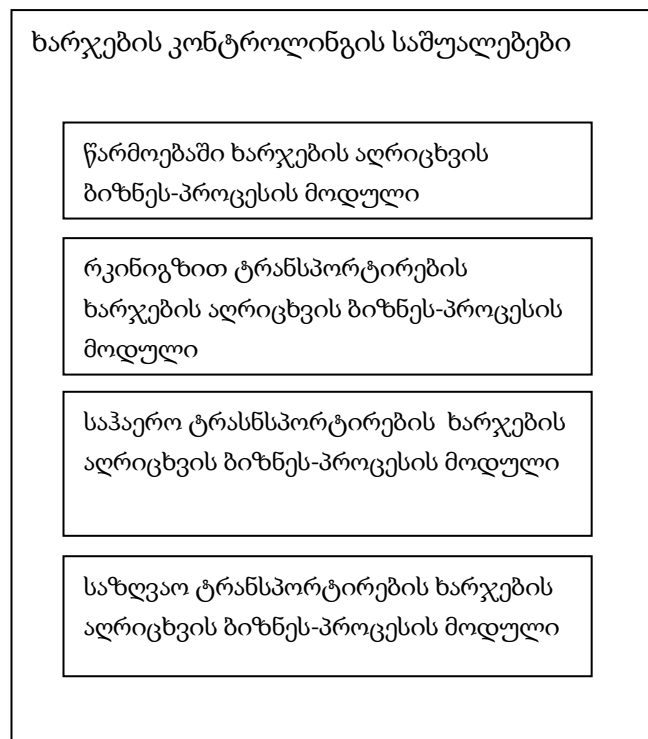 ხარჯების კონტროლინგის საშუალებები
წარმოებაში ხარჯების აღრიცხვის
ბიზნეს-პროცესის მოდული
რკინიგზით ტრანსპორტირების
ხარჯების აღრიცხვის ბიზნეს-პროცესის
მოდული
საჰაერო ტრასნსპორტირების ხარჯების
აღრიცხვის ბიზნეს-პროცესის მოდული
საზღვაო ტრანსპორტირების ხარჯების
აღრიცხვის ბიზნეს-პროცესის მოდული